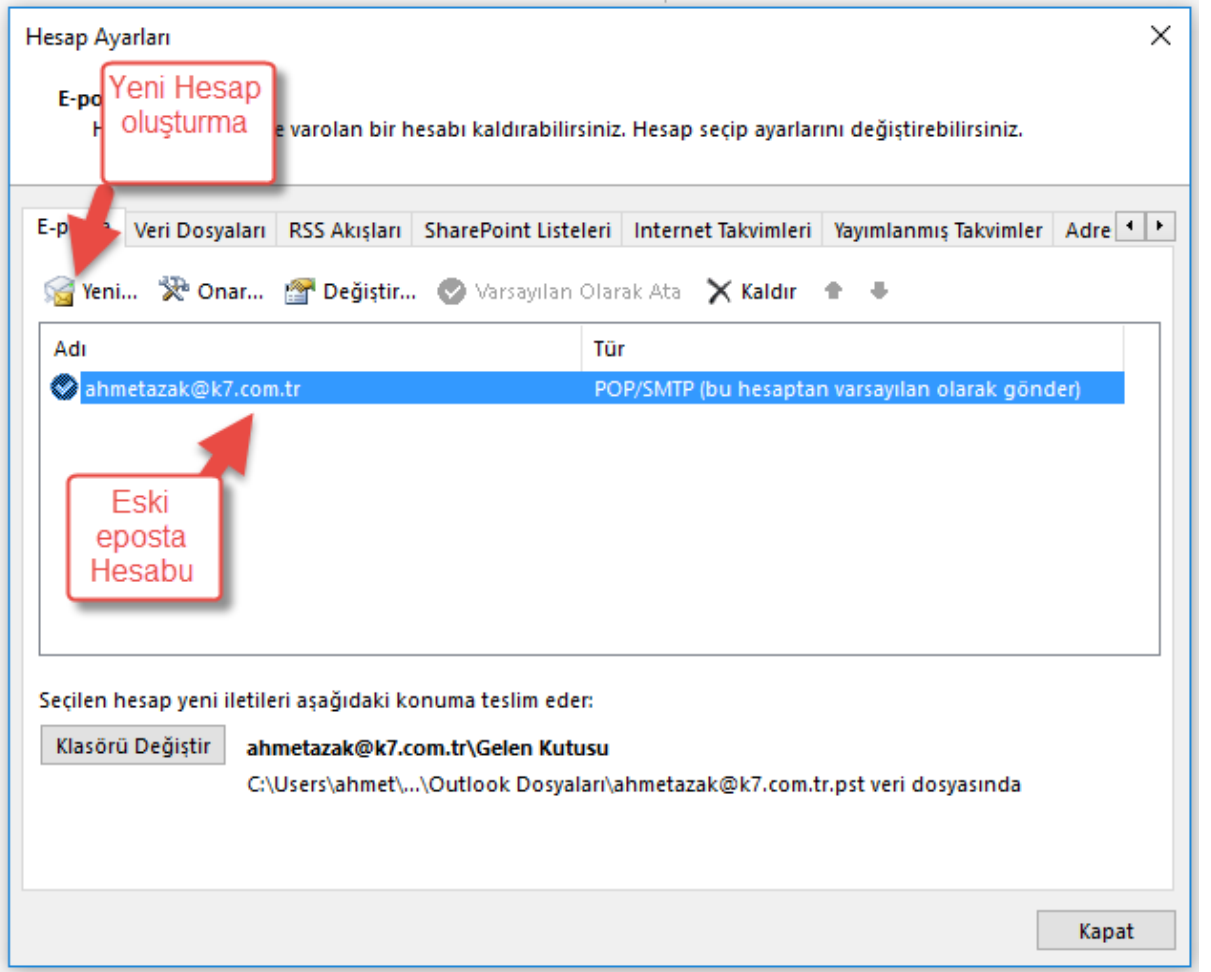 Hesap Ayarları
Yeni Hesap
oluşturma
E-po
varolan bir hesabı kaldırabilirsiniz. Hesap seçip ayarlarını değiştirebilirsiniz.
Veri Dosyaları RSS Akışları SharePoint Listeleri Internet Takvimleri Yayımlanmış Takvimler Adre
Yeni... Onar... Değiştir... Varsayılan Olarak Ata Kaldır
Adı Tür
ahmetazak@k7.com.tr POP/SMTP (bu hesaptan varsayılan olarak gönder)
Eski
eposta
Hesabu
Seçilen hesap yeni iletileri aşağıdaki konuma teslim eder:
Klasörü Değiştir ahmetazak@k7.com.tr\Gelen Kutusu
C:\Users\ahmet\...\Outlook Dosyaları\ahmetazak@k7.com.tr.pst veri dosyasında
Kapat